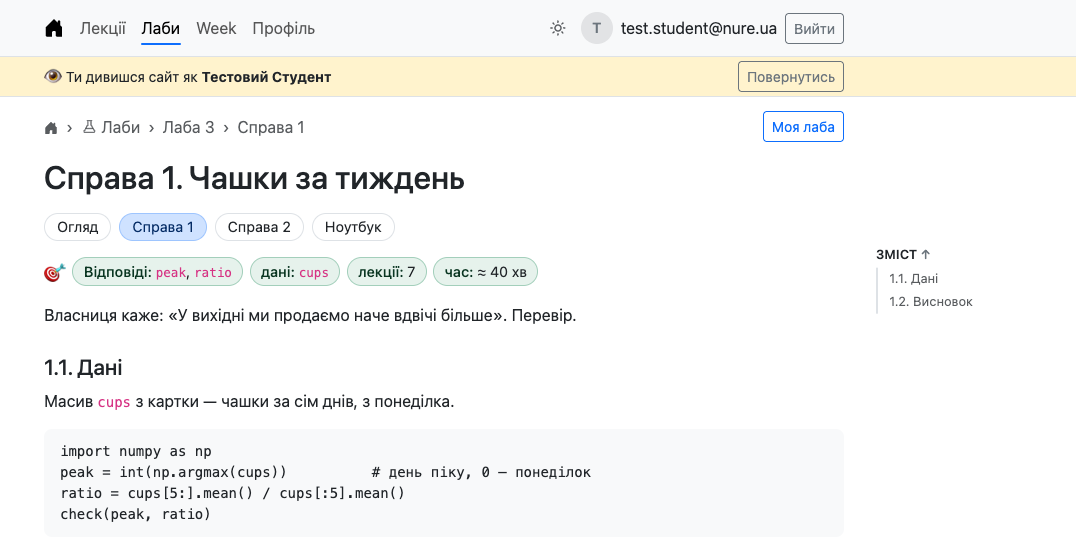 Лекції Лаби Week Профіль T test.student@nure.ua Вийти
Ти дивишся сайт як Тестовий Студент Повернутись
› Лаби › Лаба 3 › Справа 1 Моя лаба
Справа 1. Чашки за тиждень
Огляд Справа 1 Справа 2 Ноутбук
Відповіді: peak, ratio дані: cups лекції: 7 час: ≈ 40 хв
Власниця каже: «У вихідні ми продаємо наче вдвічі більше». Перевір.
1.1. Дані
Масив cups з картки — чашки за сім днів, з понеділка.
import numpy as np
peak = int(np.argmax(cups))          # день піку, 0 — понеділок
ratio = cups[5:].mean() / cups[:5].mean()
check(peak, ratio)
ЗМІСТ ↑
1.1. Дані
1.2. Висновок